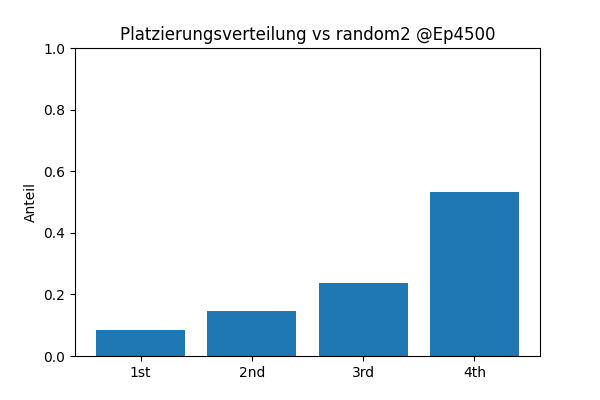 Platzierungsverteilung vs random2 @Ep4500
1.0
0.8
0.6
0.4
0.2
0.0
Anteil
1st
2nd
3rd
4th